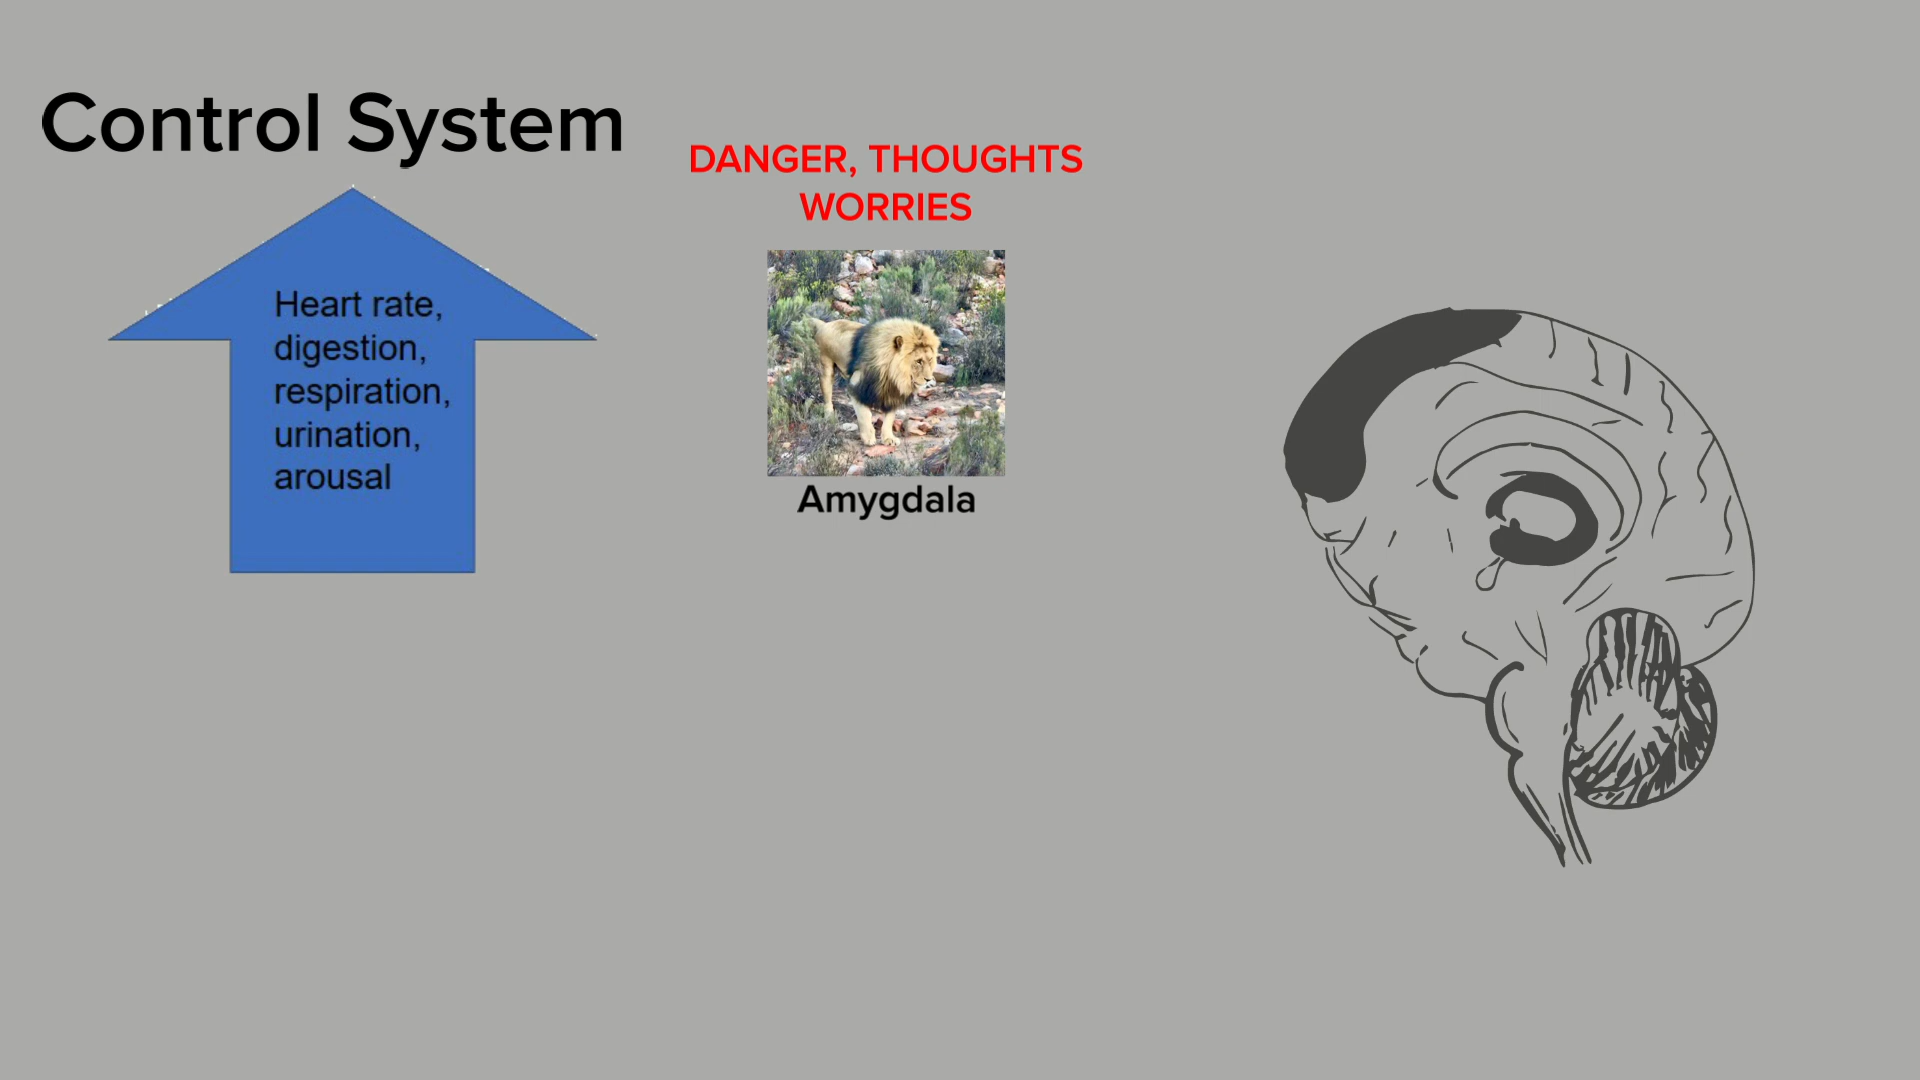 Control System
DANGER, THOUGHTS
WORRIES
Heart rate,
digestion,
respiration,
urination,
arousal
Amygdala